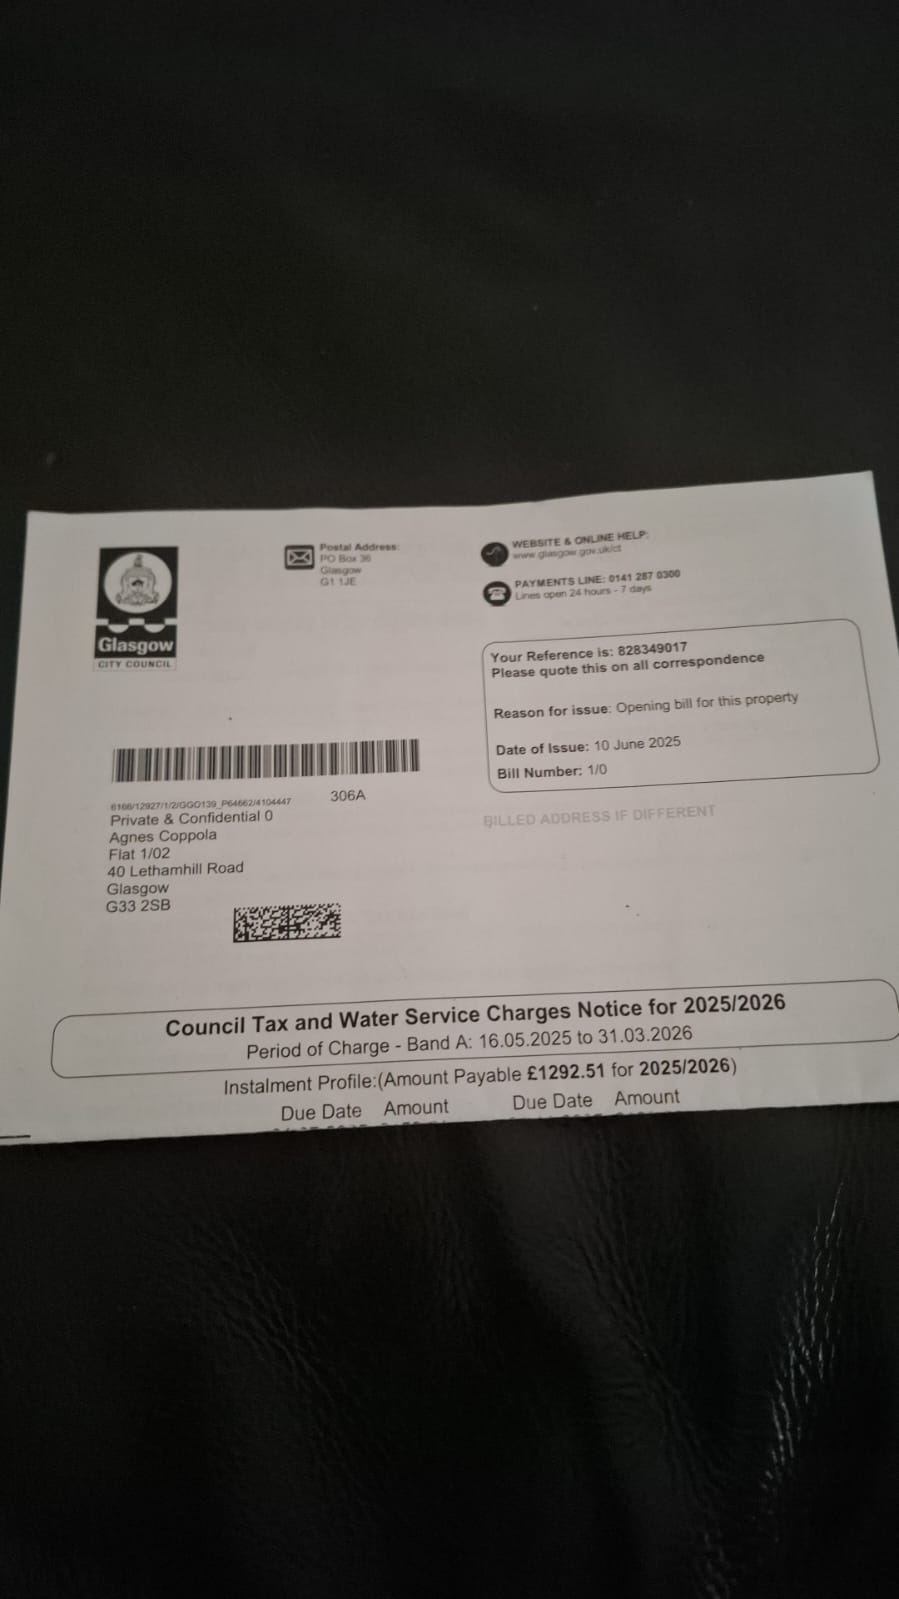 Glasgow
CITY COUNCIL
Postal Address:
PO Box 36
Glasgow
G1 1JE
WEBSITE & ONLINE HELP:
www.glasgow.gov.uk/ct
PAYMENTS LINE: 0141 287 0300
Lines open 24 hours - 7 days
Your Reference is: 828349017
Please quote this on all correspondence
Reason for issue: Opening bill for this property
Date of Issue: 10 June 2025
Bill Number: 1/0
306A
6166/12927/1/2/GGO139_P64662/4104447
Private & Confidential 0
Agnes Coppola
Flat 1/02
40 Lethamhill Road
Glasgow
G33 2SB
BILLED ADDRESS IF DIFFERENT
Council Tax and Water Service Charges Notice for 2025/2026
Period of Charge - Band A: 16.05.2025 to 31.03.2026
Instalment Profile:(Amount Payable £1292.51 for 2025/2026)
Due Date Amount Due Date Amount